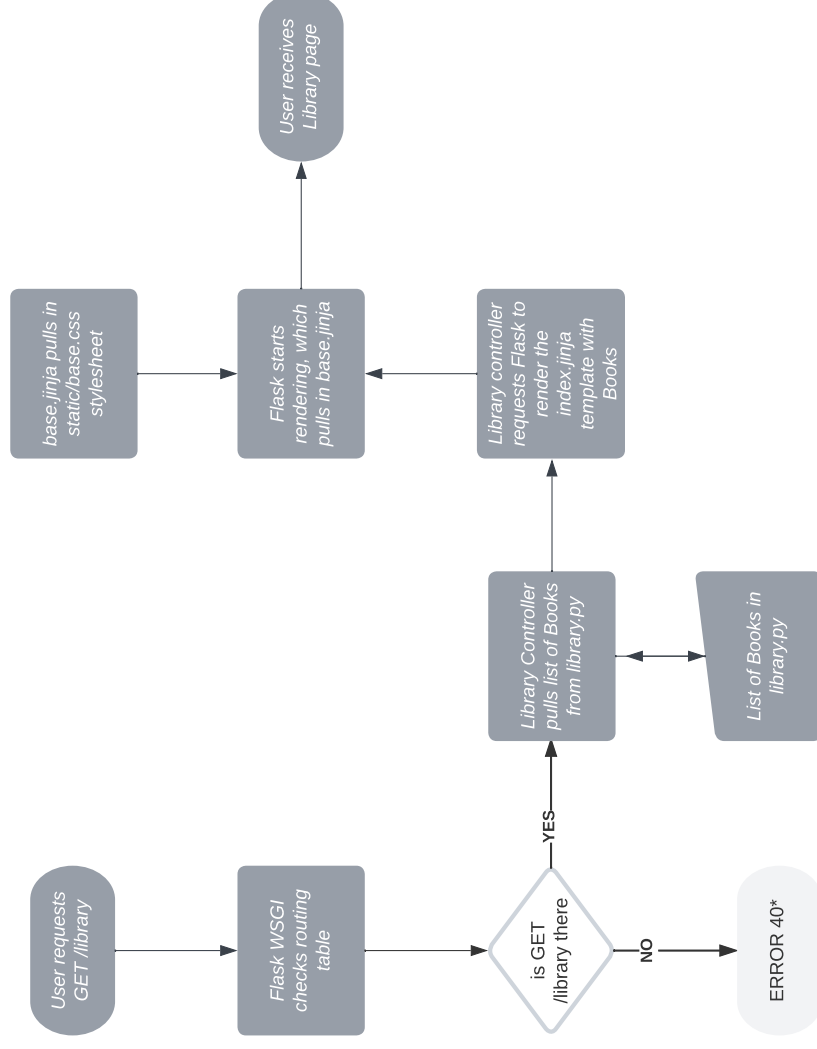 User requests
GET /library
Flask WSGI
checks routing
table
is GET
/library there
NO
ERROR 40*
YES
Library Controller
pulls list of Books
from library.py
List of Books in
library.py
Library controller
requests Flask to
render the
index.jinja
template with
Books
Flask starts
rendering, which
pulls in base.jinja
base.jinja pulls in
static/base.css
stylesheet
User receives
Library page